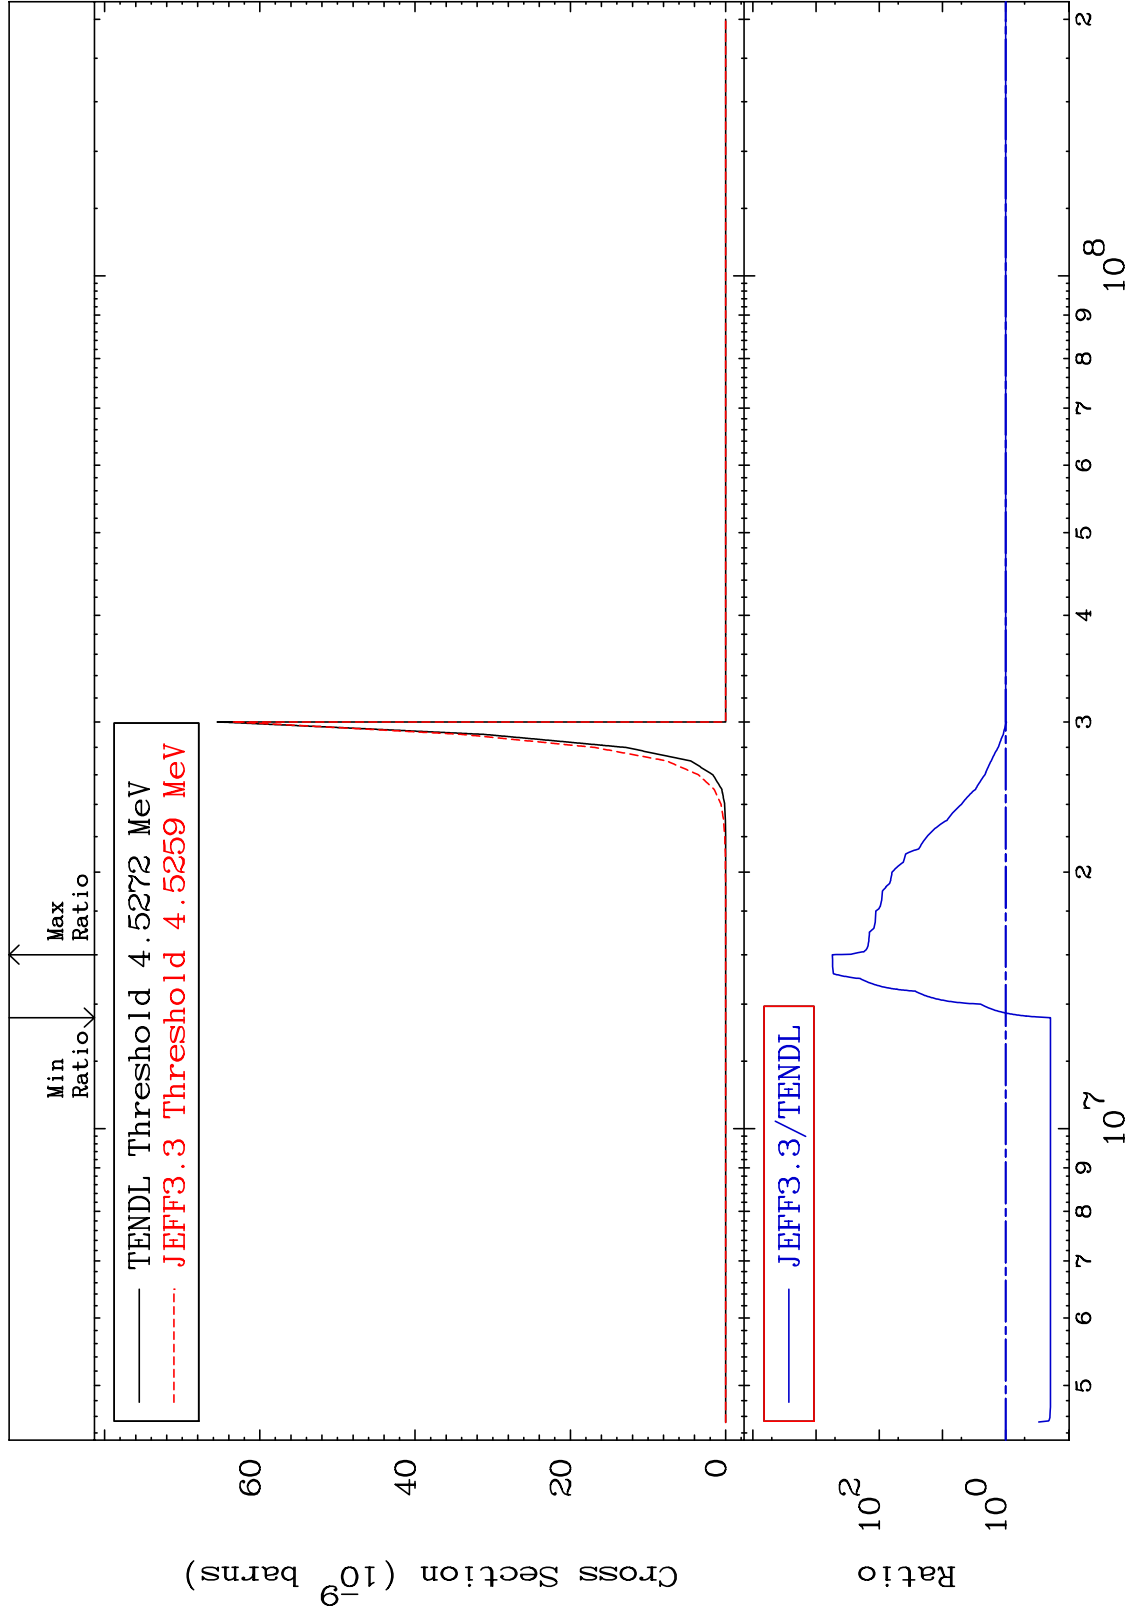 Min
Ratio
Max
Ratio
TENDL Threshold 4.5272 MeV
JEFF3.3 Threshold 4.5259 MeV
Cross Section (10-9 barns)
60
40
20
0
JEFF3.3/TENDL
Ratio
10 2
10 0
5 6 7 8 9 10 7 2 3 4 5 6 7 8 9 10 8 2